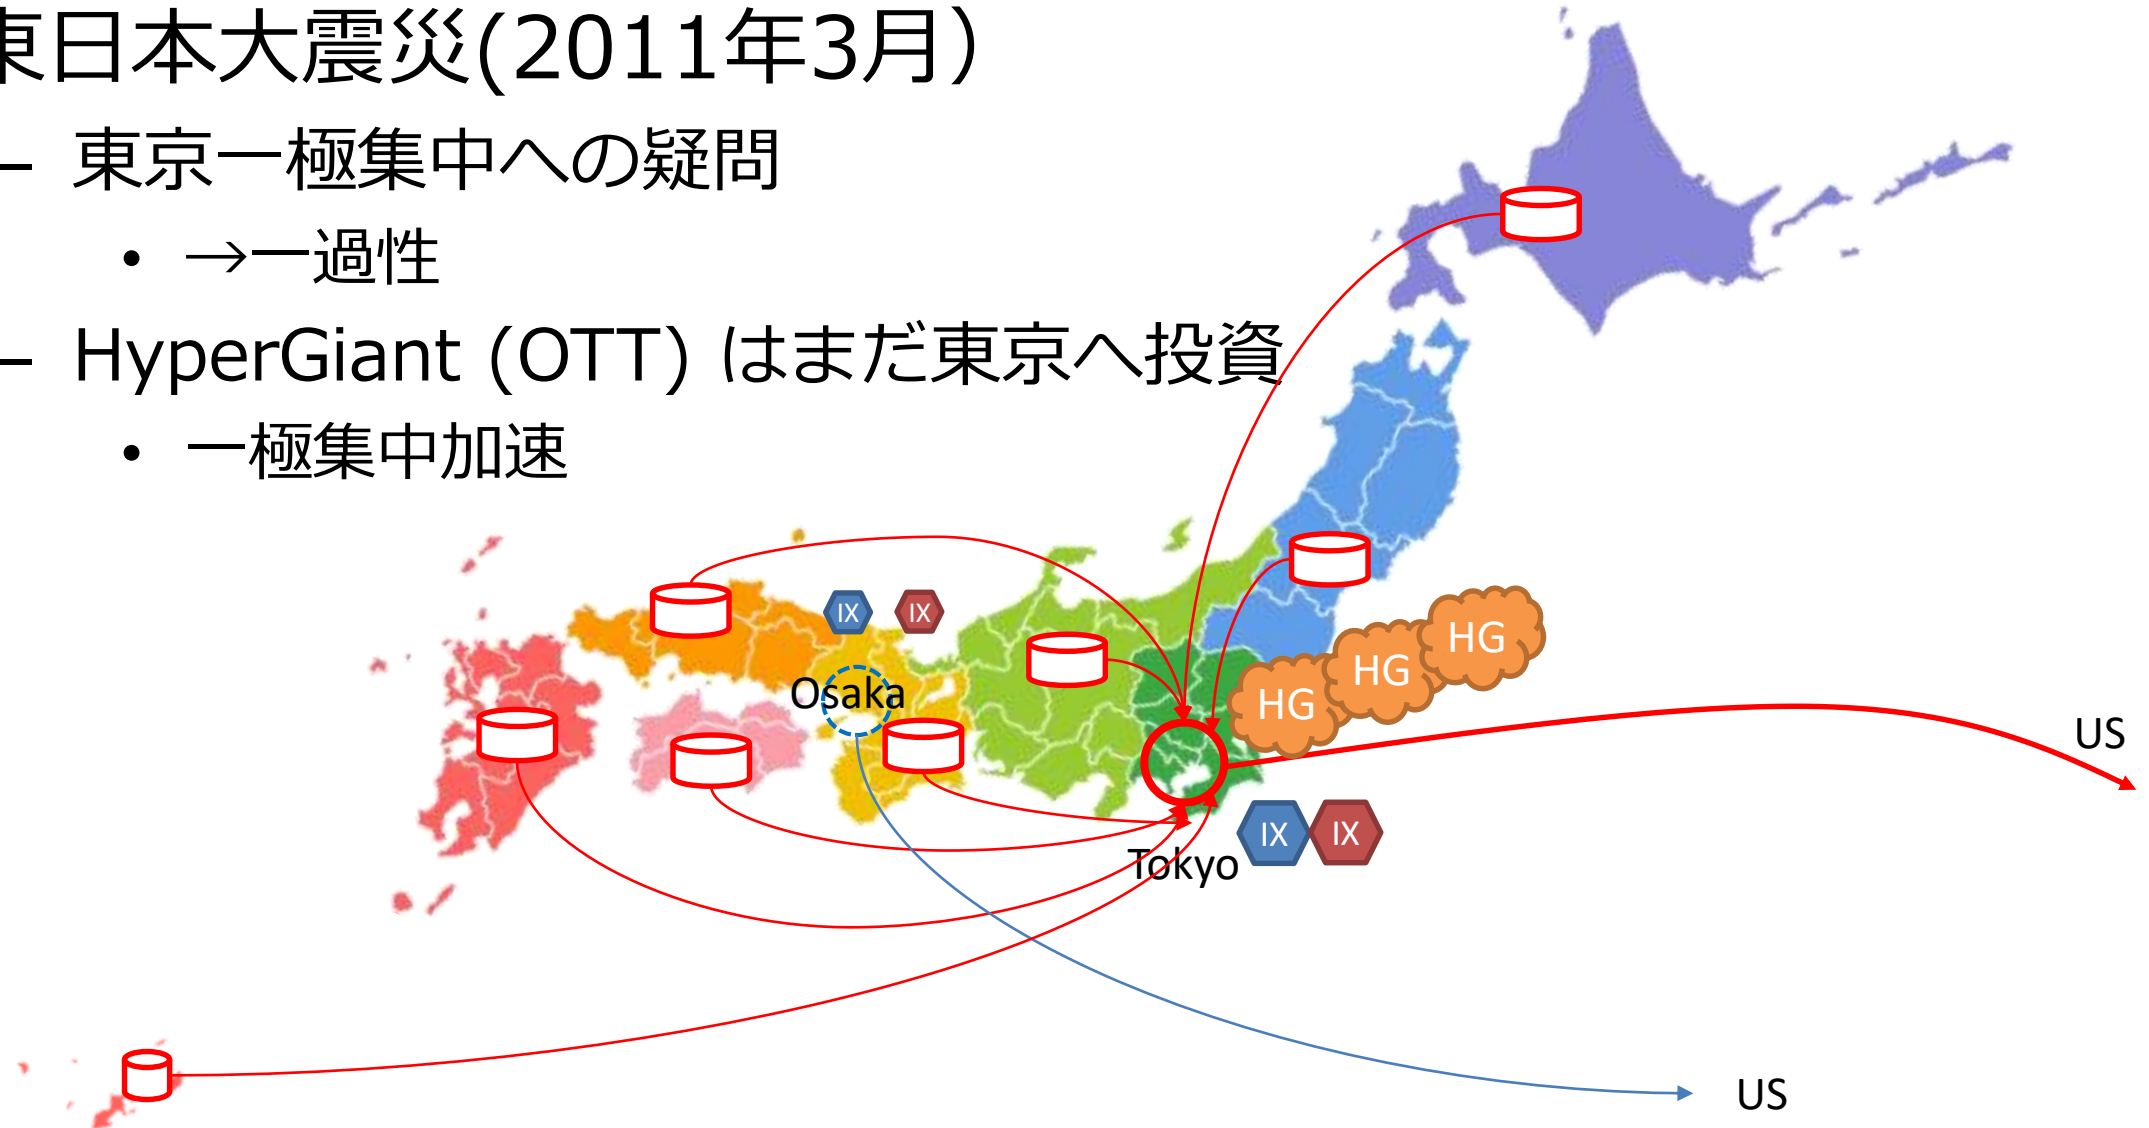 東日本大震災(2011年3月）
– 東京一極集中への疑問
• →一過性
– HyperGiant (OTT) はまだ東京へ投資
• 一極集中加速
IX IX
HG
HG
HG
Osaka
US
IX IX
Tokyo
US